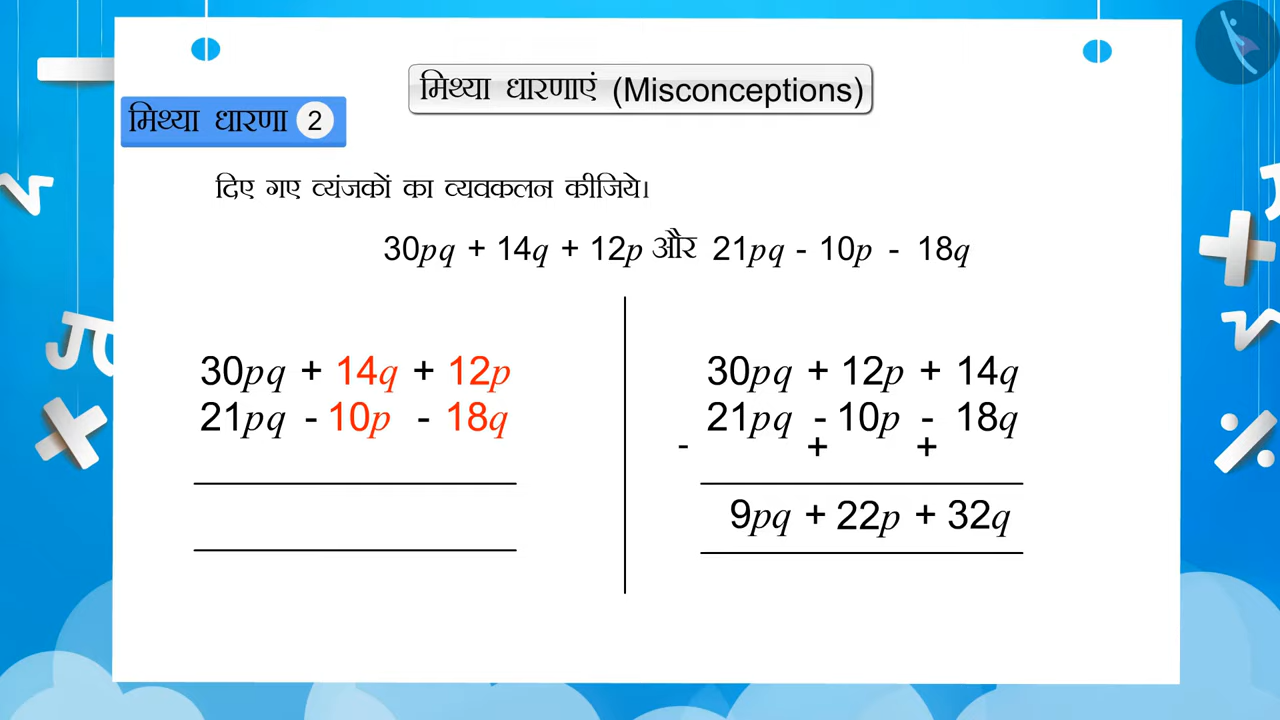 मिथ्या धारणाएं (Misconceptions)
मिथ्या धारणा 2
दिए गए व्यंजकों का व्यवकलन कीजिये।
30pq + 14q + 12p और 21pq - 10p - 18q
30pq + 14q + 12p
21pq - 10p - 18q
30pq + 12p + 14q
21pq - 10p - 18q
- + +
9pq + 22p + 32q